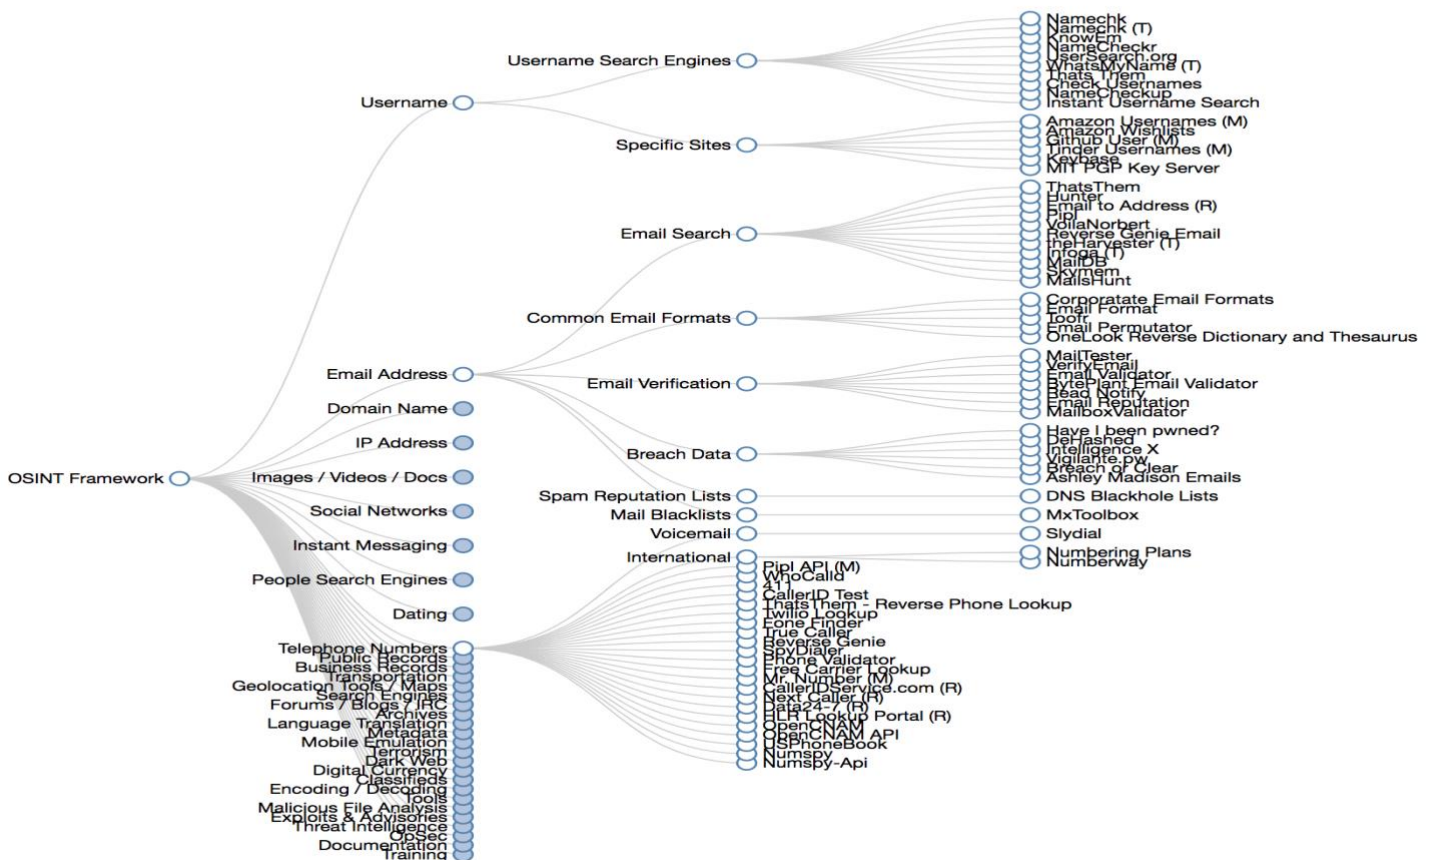 OSINT Framework
Username
Username Search Engines
Namechk
Namechk (T)
KnowEm
NameCheckr
UserSearch.org
WhatsMyName (T)
Thats Them
Check Usernames
NameCheckup
Instant Username Search
Specific Sites
Amazon Usernames (M)
Amazon Wishlists
Github User (M)
Tinder Usernames (M)
Keybase
MIT PGP Key Server
Email Address
Email Search
ThatsThem
Hunter
Email to Address (R)
Pipl
VoilaNorbert
Reverse Genie Email
theHarvester (T)
Infoga (T)
MailDB
Skymem
MailsHunt
Common Email Formats
Corporatate Email Formats
Email Format
Toofr
Email Permutator
OneLook Reverse Dictionary and Thesaurus
Email Verification
MailTester
VerifyEmail
Email Validator
BytePlant Email Validator
Read Notify
Email Reputation
MailboxValidator
Breach Data
Have I been pwned?
DeHashed
Intelligence X
Vigilante.pw
Breach or Clear
Ashley Madison Emails
Spam Reputation Lists
DNS Blackhole Lists
Mail Blacklists
MxToolbox
Domain Name
IP Address
Images / Videos / Docs
Social Networks
Instant Messaging
People Search Engines
Dating
Telephone Numbers
Voicemail
Slydial
International
Numbering Plans
Numberway
Pipl API (M)
WhoCalld
411
CallerID Test
ThatsThem - Reverse Phone Lookup
Twilio Lookup
Fone Finder
True Caller
Reverse Genie
SpyDialer
Phone Validator
Free Carrier Lookup
Mr. Number (M)
CallerIDService.com (R)
Next Caller (R)
Data24-7 (R)
HLR Lookup Portal (R)
OpenCNAM
OpenCNAM API
USPhoneBook
Numspy
Numspy-Api
Public Records
Business Records
Transportation
Geolocation Tools / Maps
Search Engines
Forums / Blogs / IRC
Archives
Language Translation
Metadata
Mobile Emulation
Terrorism
Dark Web
Digital Currency
Classifieds
Encoding / Decoding
Tools
Malicious File Analysis
Exploits & Advisories
Threat Intelligence
OpSec
Documentation
Training